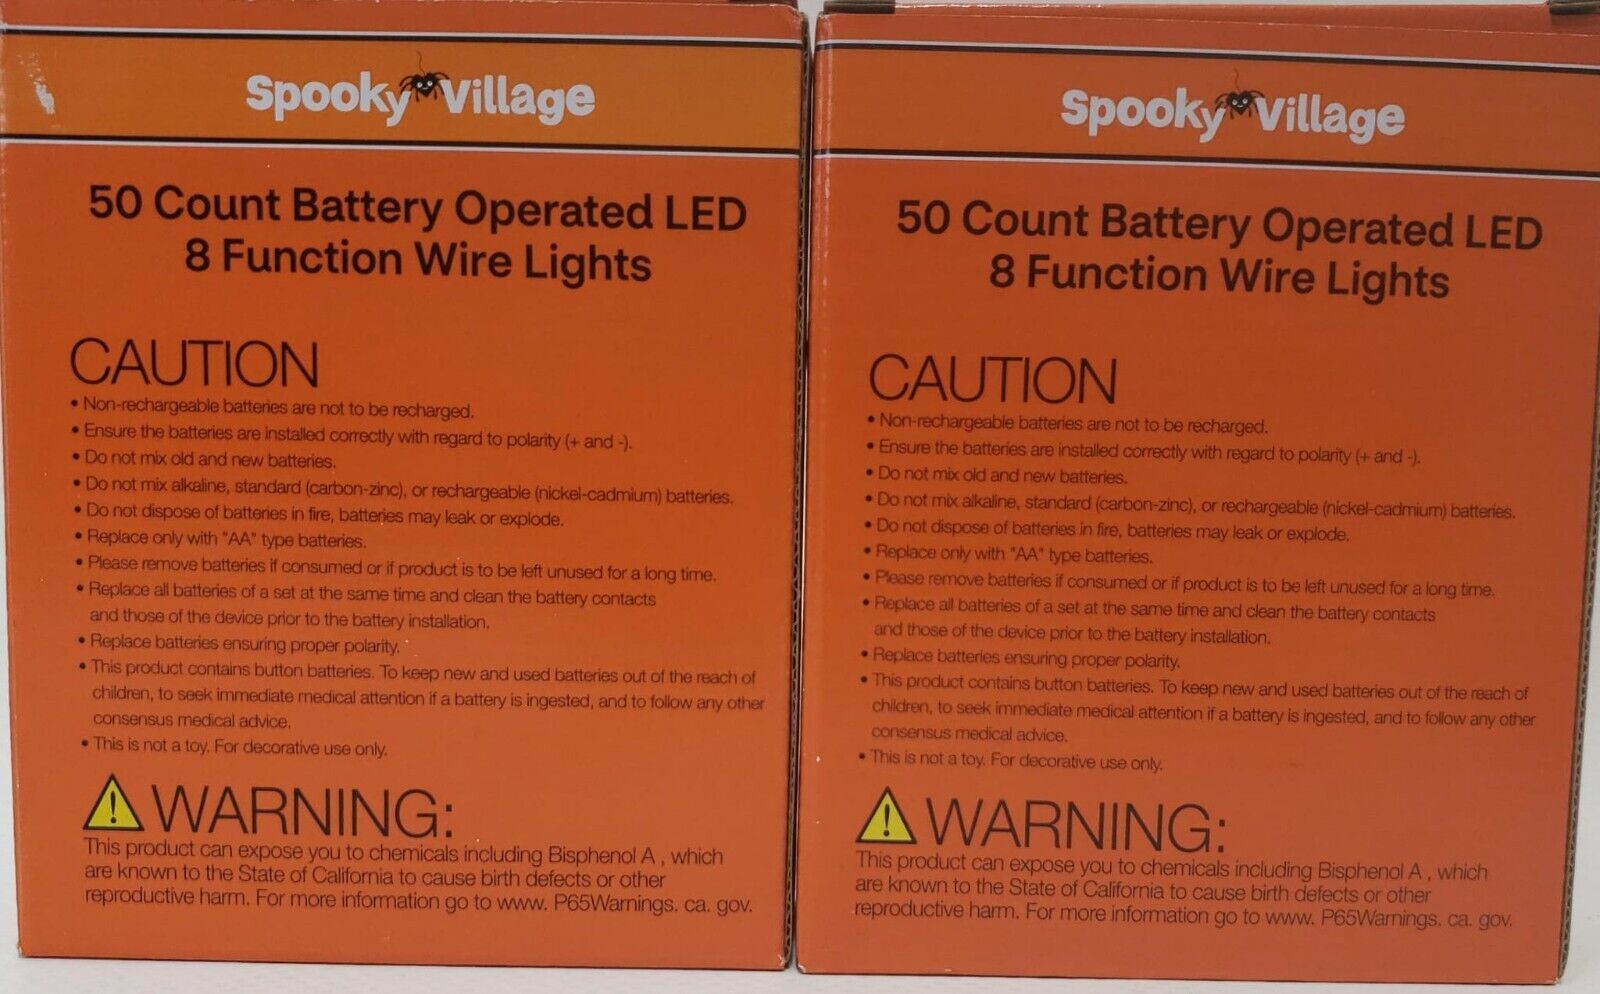 Spooky Village
50 Count Battery Operated LED
8 Function Wire Lights
CAUTION
• Non-rechargeable batteries are not to be recharged.
• Ensure the batteries are installed correctly with regard to polarity (+ and -).
• Do not mix old and new batteries.
• Do not mix alkaline, standard (carbon-zinc), or rechargeable (nickel-cadmium) batteries.
• Do not dispose of batteries in fire, batteries may leak or explode.
• Replace only with "AA" type batteries.
• Please remove batteries if consumed or if product is to be left unused for a long time.
• Replace all batteries of a set at the same time and clean the battery contacts
and those of the device prior to the battery installation.
• Replace batteries ensuring proper polarity.
• This product contains button batteries. To keep new and used batteries out of the reach of
children, to seek immediate medical attention if a battery is ingested, and to follow any other
consensus medical advice.
• This is not a toy. For decorative use only.
! WARNING:
This product can expose you to chemicals including Bisphenol A , which
are known to the State of California to cause birth defects or other
reproductive harm. For more information go to www. P65Warnings. ca. gov.
Spooky Village
50 Count Battery Operated LED
8 Function Wire Lights
CAUTION
• Non-rechargeable batteries are not to be recharged.
• Ensure the batteries are installed correctly with regard to polarity (+ and -).
• Do not mix old and new batteries.
• Do not mix alkaline, standard (carbon-zinc), or rechargeable (nickel-cadmium) batteries.
• Do not dispose of batteries in fire, batteries may leak or explode.
• Replace only with "AA" type batteries.
• Please remove batteries if consumed or if product is to be left unused for a long time.
• Replace all batteries of a set at the same time and clean the battery contacts
and those of the device prior to the battery installation.
• Replace batteries ensuring proper polarity.
• This product contains button batteries. To keep new and used batteries out of the reach of
children, to seek immediate medical attention if a battery is ingested, and to follow any other
consensus medical advice.
• This is not a toy. For decorative use only.
! WARNING:
This product can expose you to chemicals including Bisphenol A , which
are known to the State of California to cause birth defects or other
reproductive harm. For more information go to www. P65Warnings. ca. gov.